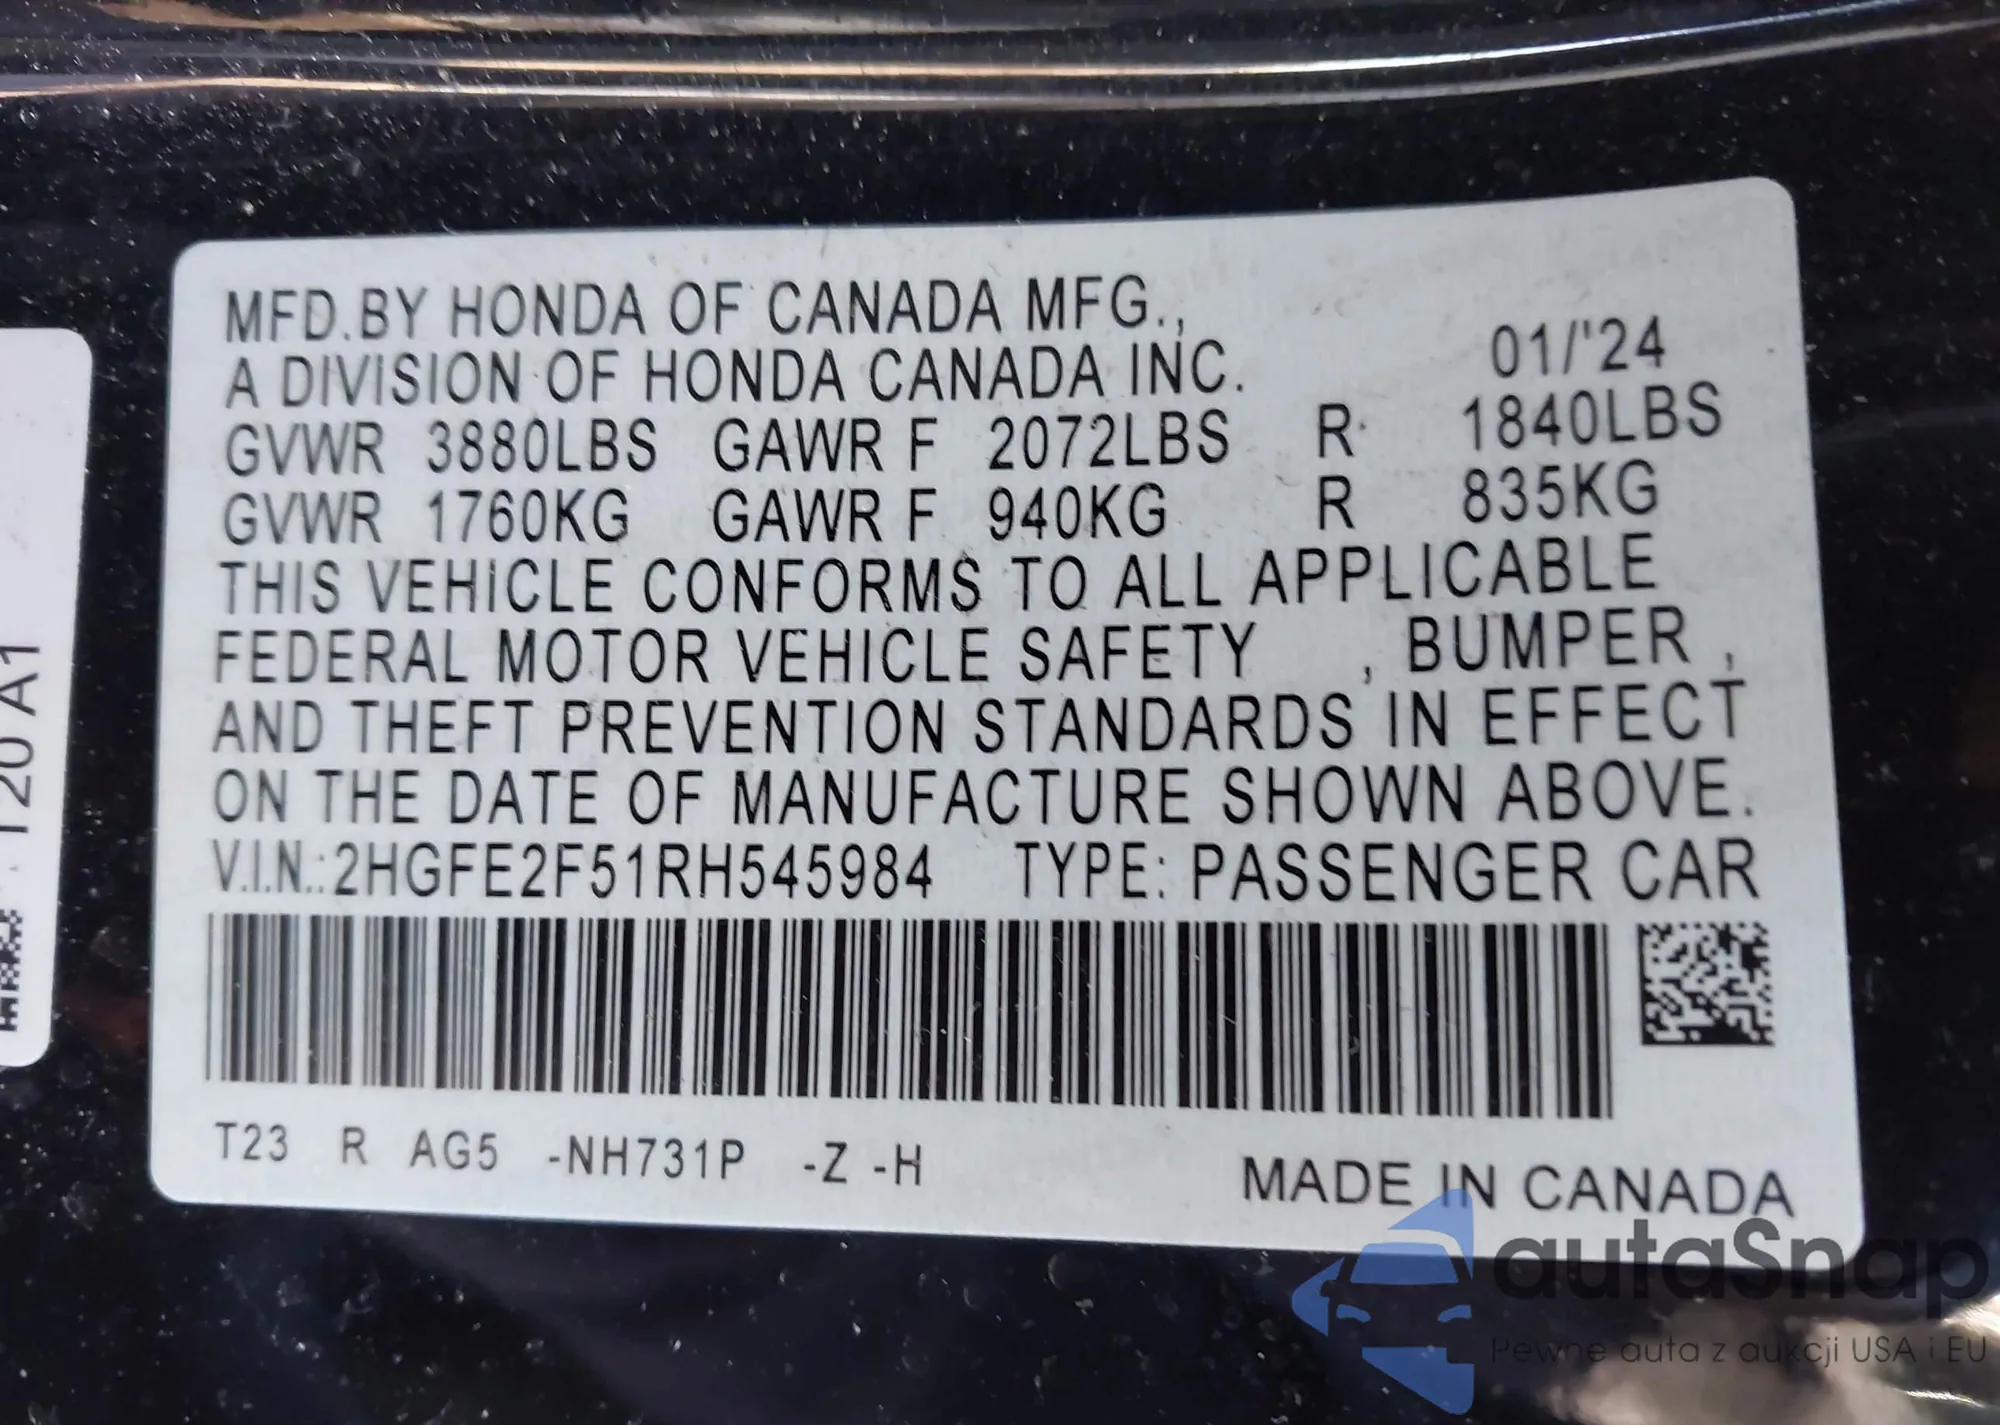 MFD.BY HONDA OF CANADA MFG.,
A DIVISION OF HONDA CANADA INC. 01/'24
GVWR 3880LBS GAWR F 2072LBS R 1840LBS
GVWR 1760KG GAWR F 940KG R 835KG
THIS VEHICLE CONFORMS TO ALL APPLICABLE
FEDERAL MOTOR VEHICLE SAFETY , BUMPER ,
AND THEFT PREVENTION STANDARDS IN EFFECT
ON THE DATE OF MANUFACTURE SHOWN ABOVE.
V.I.N.:2HGFE2F51RH545984 TYPE: PASSENGER CAR
T23 R AG5 -NH731P -Z -H
MADE IN CANADA
120 A1
autaSnap
Pewne auta z aukcji USA i EU